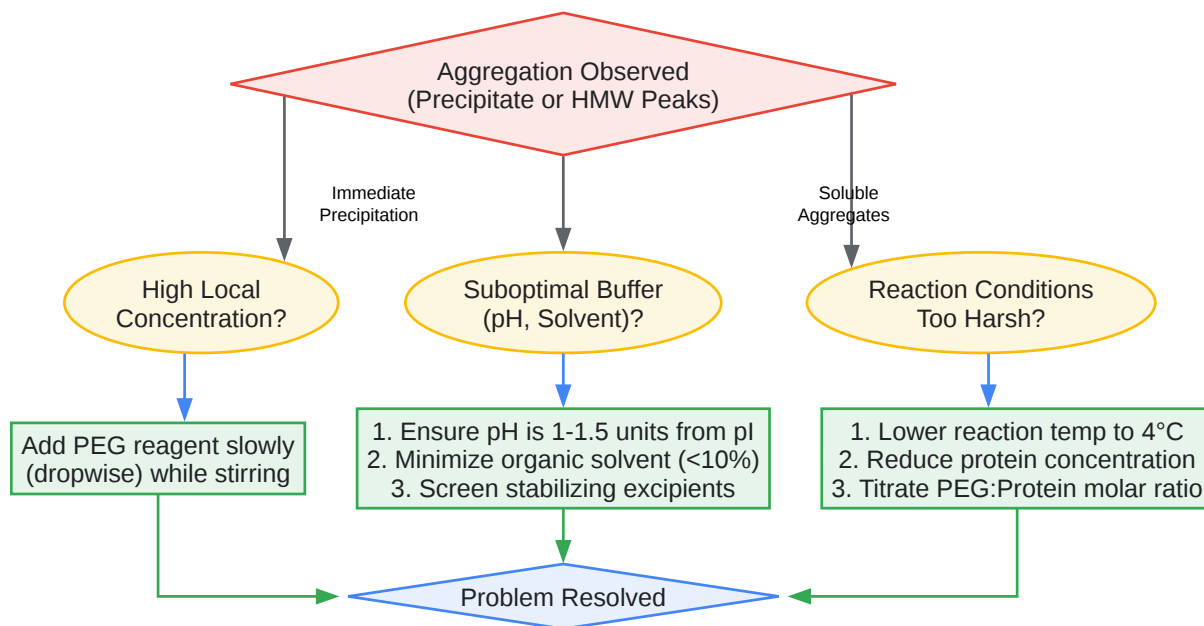 Aggregation Observed
(Precipitate or HMW Peaks)
Immediate
Precipitation
Soluble
Aggregates
High Local
Concentration?
Suboptimal Buffer
(pH, Solvent)?
Reaction Conditions
Too Harsh?
Add PEG reagent slowly
(dropwise) while stirring
1. Ensure pH is 1-1.5 units from pI
2. Minimize organic solvent (<10%)
3. Screen stabilizing excipients
1. Lower reaction temp to 4°C
2. Reduce protein concentration
3. Titrate PEG:Protein molar ratio
Problem Resolved